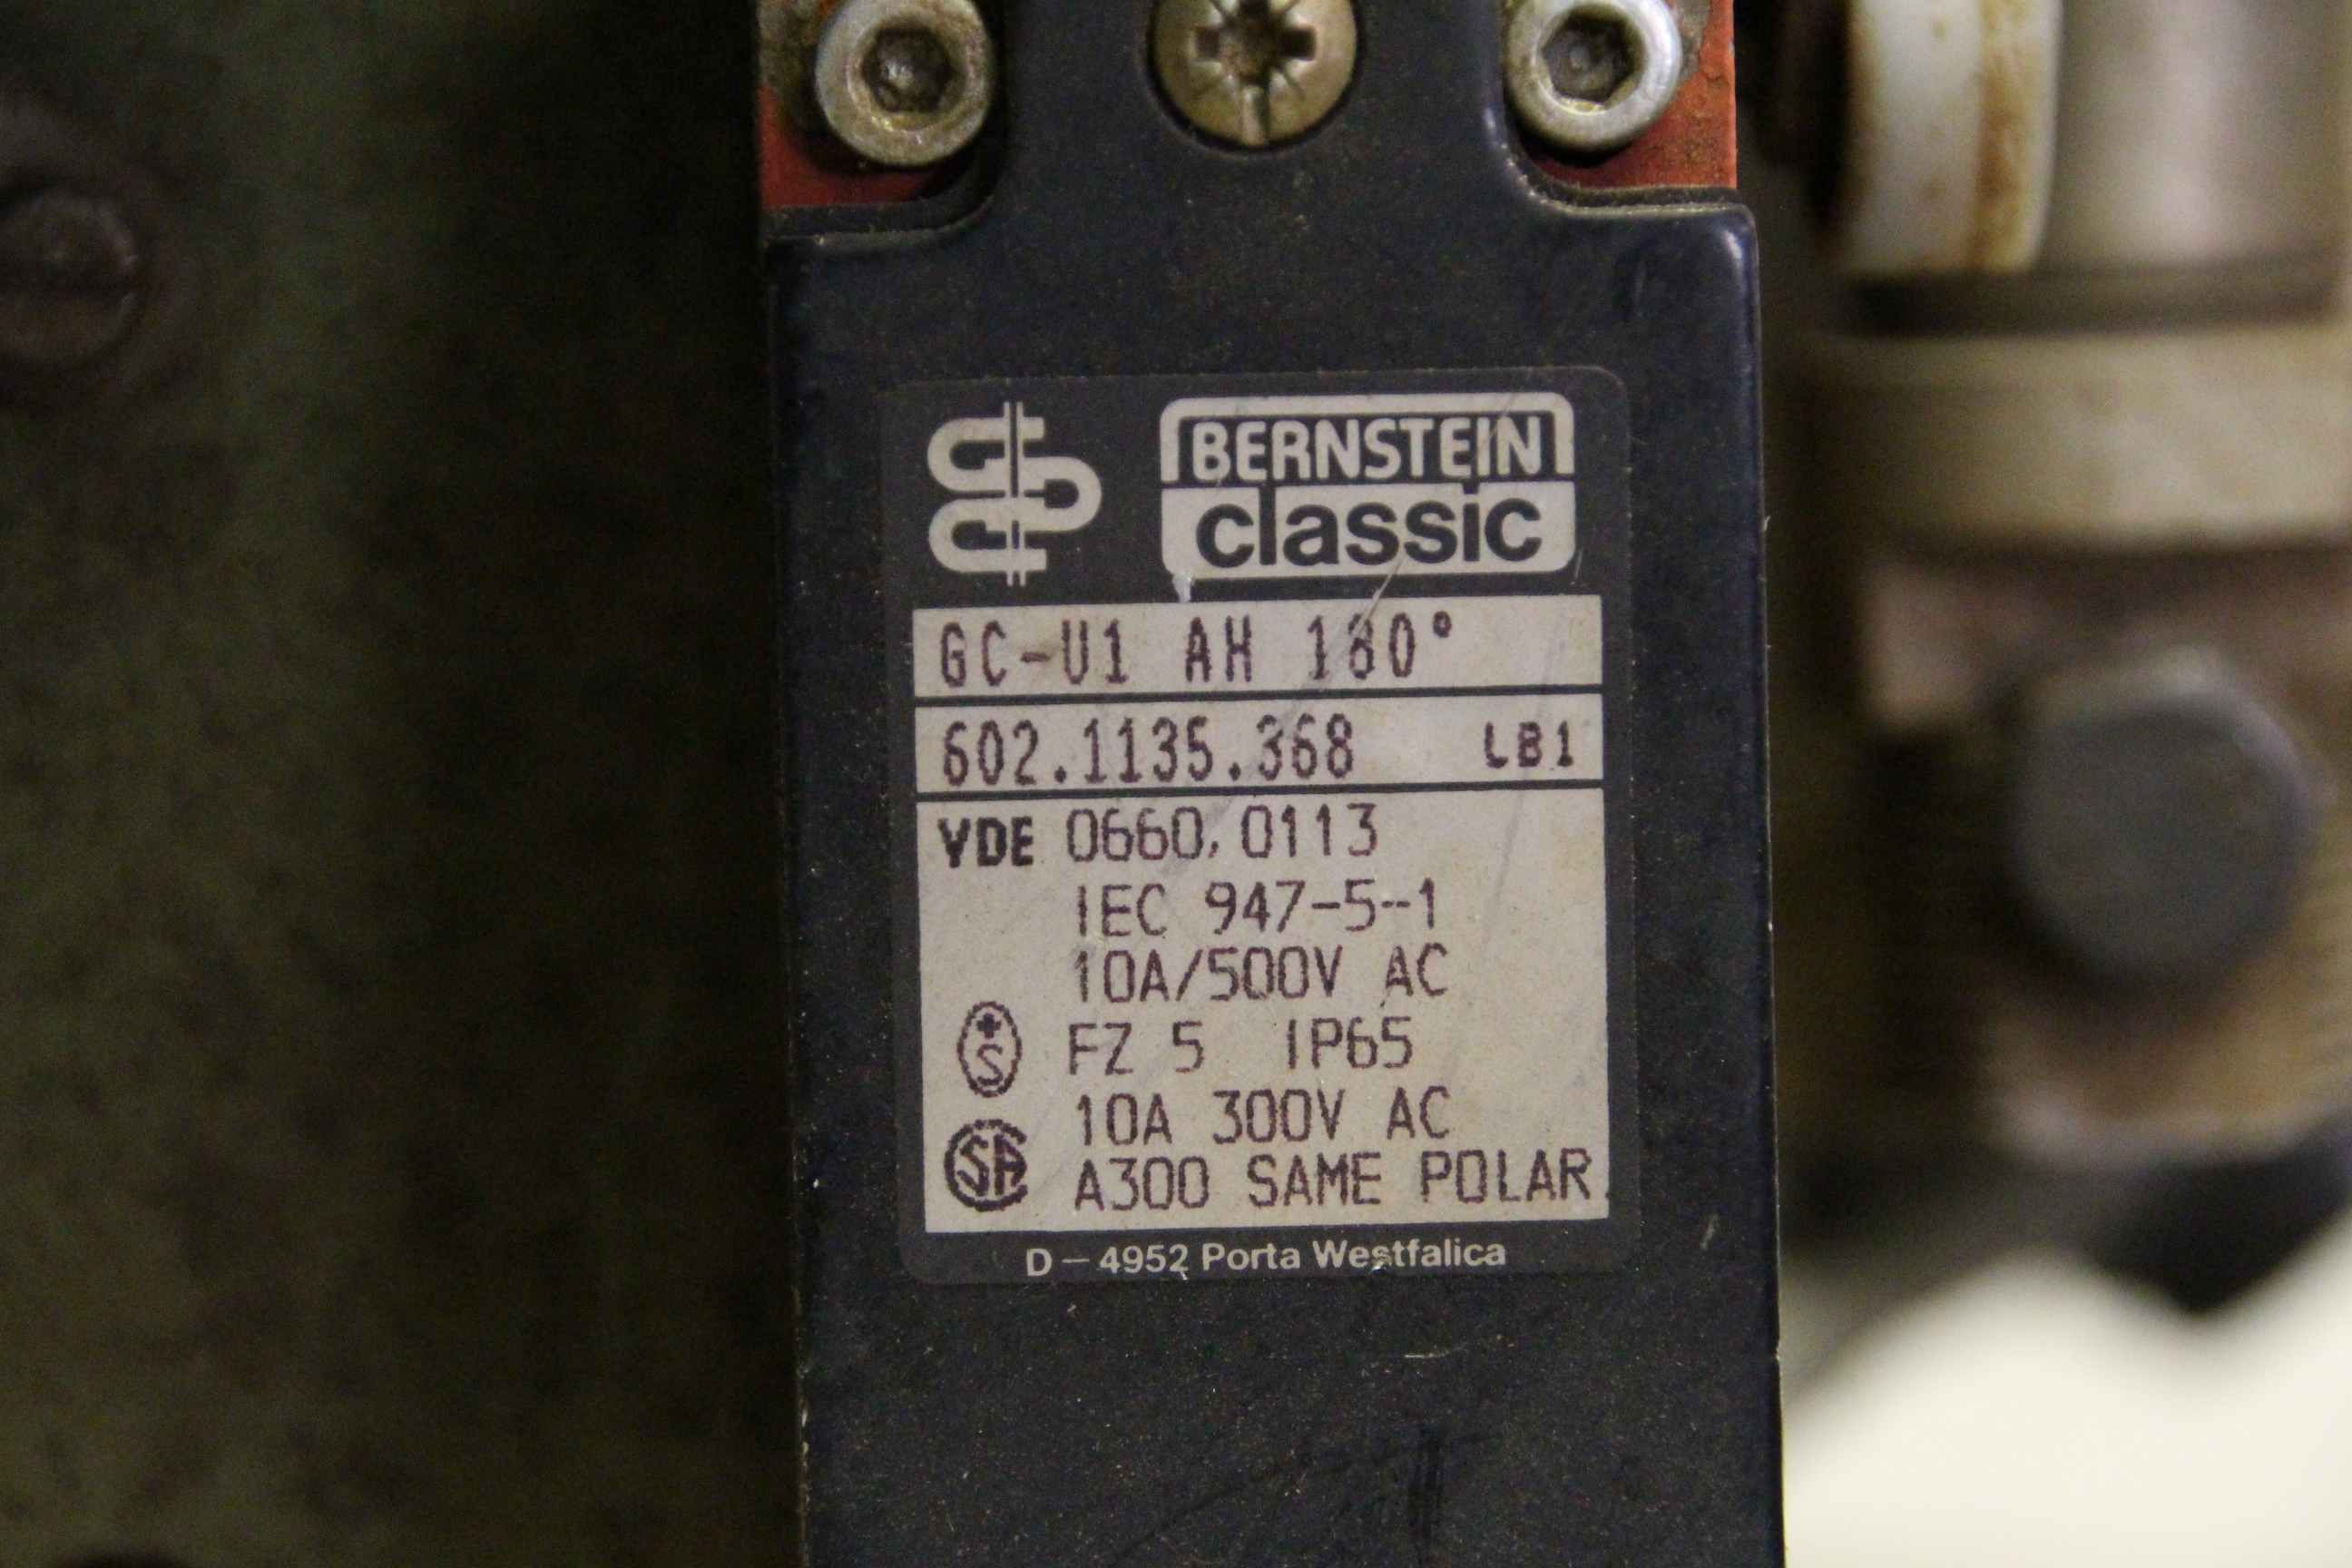 BERNSTEIN
classic
GC-U1 AH 180°
602.1135.368 LB1
VDE 0660, 0113
IEC 947-5-1
10A/500V AC
+S FZ 5 IP65
10A 300V AC
SA A300 SAME POLAR
D – 4952 Porta Westfalica